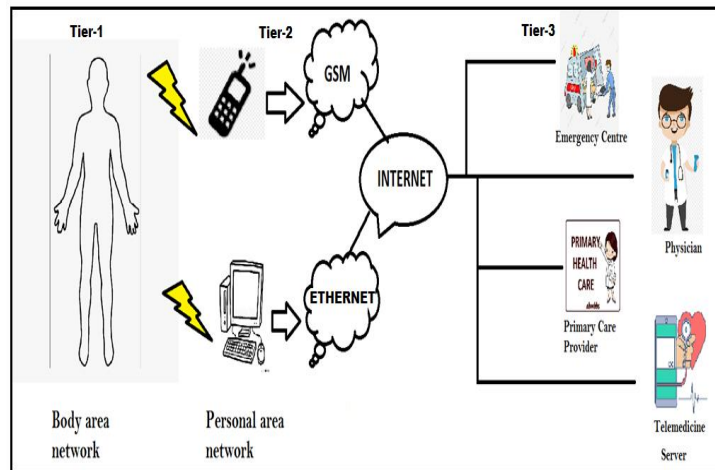 Tier-1
Tier-2
Tier-3
GSM
INTERNET
ETHERNET
Emergency Centre
Physician
PRIMARY
HEALTH
CARE
Primary Care
Provider
Telemedicine
Server
Body area
network
Personal area
network